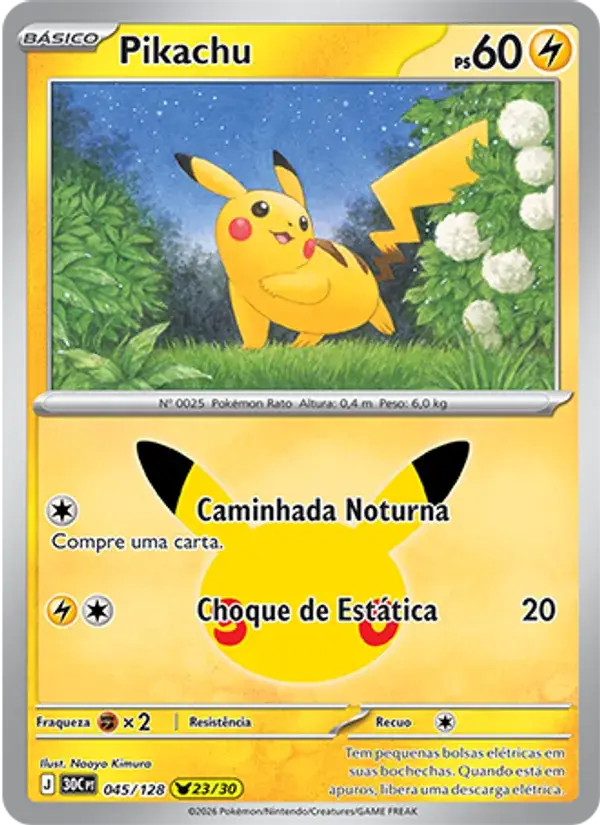 BÁSICO Pikachu PS60
Nº 0025 Pokémon Rato Altura: 0,4 m Peso: 6,0 kg
Caminhada Noturna
Compre uma carta.
Choque de Estática 20
Fraqueza ×2 Resistência Recuo
Ilust. Naoyo Kimura
Tem pequenas bolsas elétricas em
suas bochechas. Quando está em
apuros, libera uma descarga elétrica.
J 30C PT 045/128 23/30
©2026 Pokémon/Nintendo/Creatures/GAME FREAK